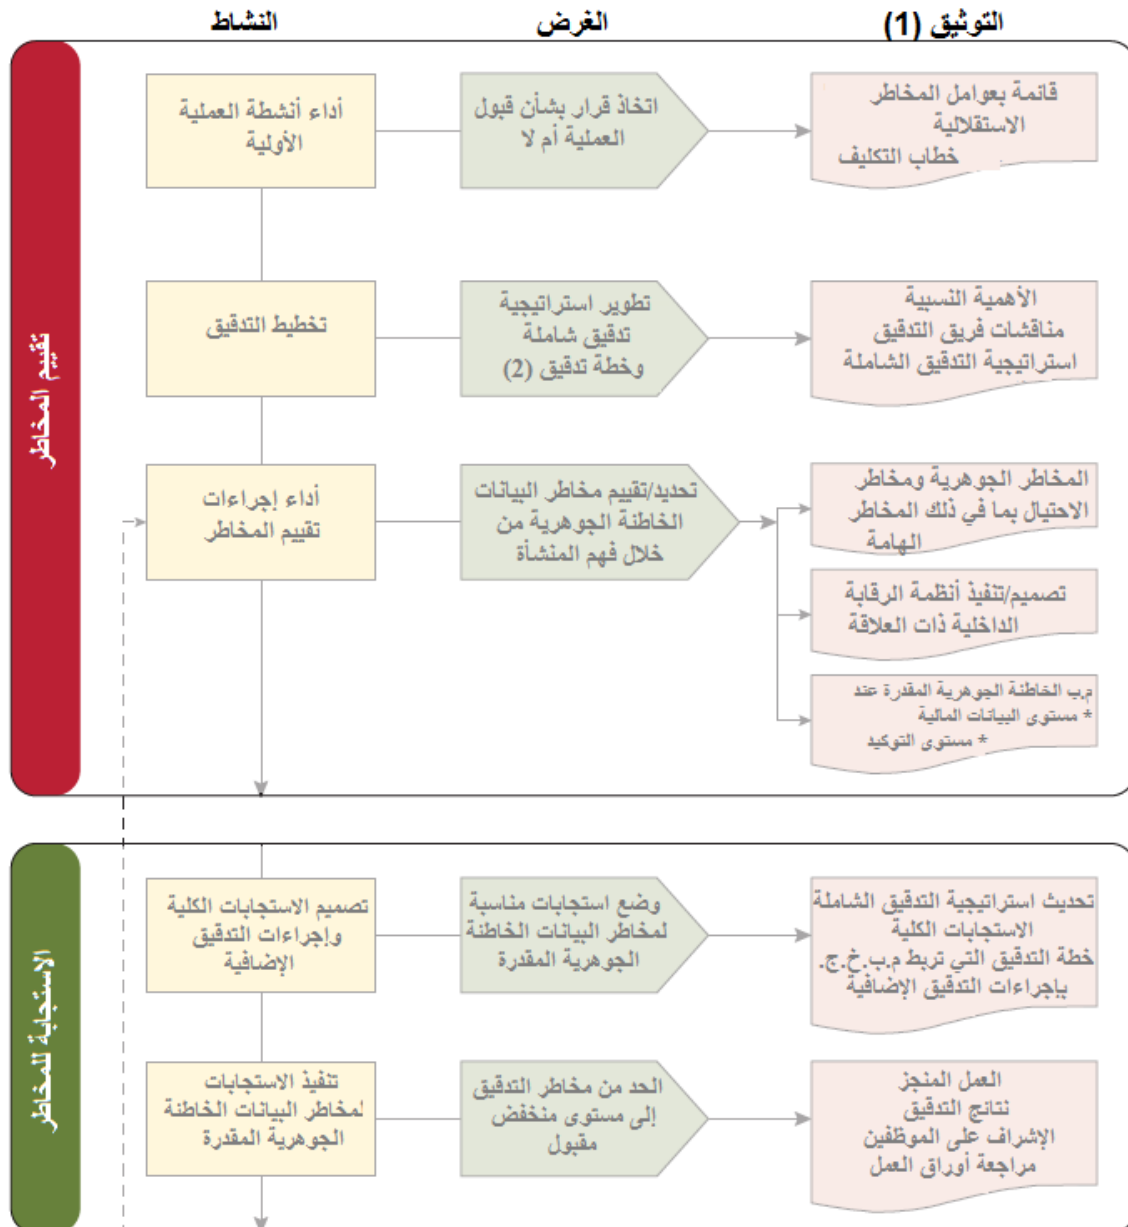 النشاط
الغرض
التوثيق (1)
تقييم المخاطر
أداء أنشطة العملية
الأولية
اتخاذ قرار بشأن قبول
العملية أم لا
قائمة بعوامل المخاطر
الاستقلالية
خطاب التكليف
تخطيط التدقيق
تطوير استراتيجية
تدقيق شاملة
وخطة تدقيق (2)
الأهمية النسبية
مناقشات فريق التدقيق
استراتيجية التدقيق الشاملة
أداء إجراءات
تقييم المخاطر
تحديد/تقييم مخاطر البيانات
الخاطئة الجوهرية من
خلال فهم المنشأة
المخاطر الجوهرية ومخاطر
الاحتيال بما في ذلك المخاطر
الهامة
تصميم/تنفيذ أنظمة الرقابة
الداخلية ذات العلاقة
م.ب الخاطئة الجوهرية المقدرة عند
* مستوى البيانات المالية
* مستوى التوكيد
الاستجابة للمخاطر
تصميم الاستجابات الكلية
وإجراءات التدقيق
الإضافية
وضع استجابات مناسبة
لمخاطر البيانات الخاطئة
الجوهرية المقدرة
تحديث استراتيجية التدقيق الشاملة
الاستجابات الكلية
خطة التدقيق التي تربط م.ب.خ.ج.
بإجراءات التدقيق الإضافية
تنفيذ الاستجابات
لمخاطر البيانات الخاطئة
الجوهرية المقدرة
الحد من مخاطر التدقيق
إلى مستوى منخفض
مقبول
العمل المنجز
نتائج التدقيق
الإشراف على الموظفين
مراجعة أوراق العمل